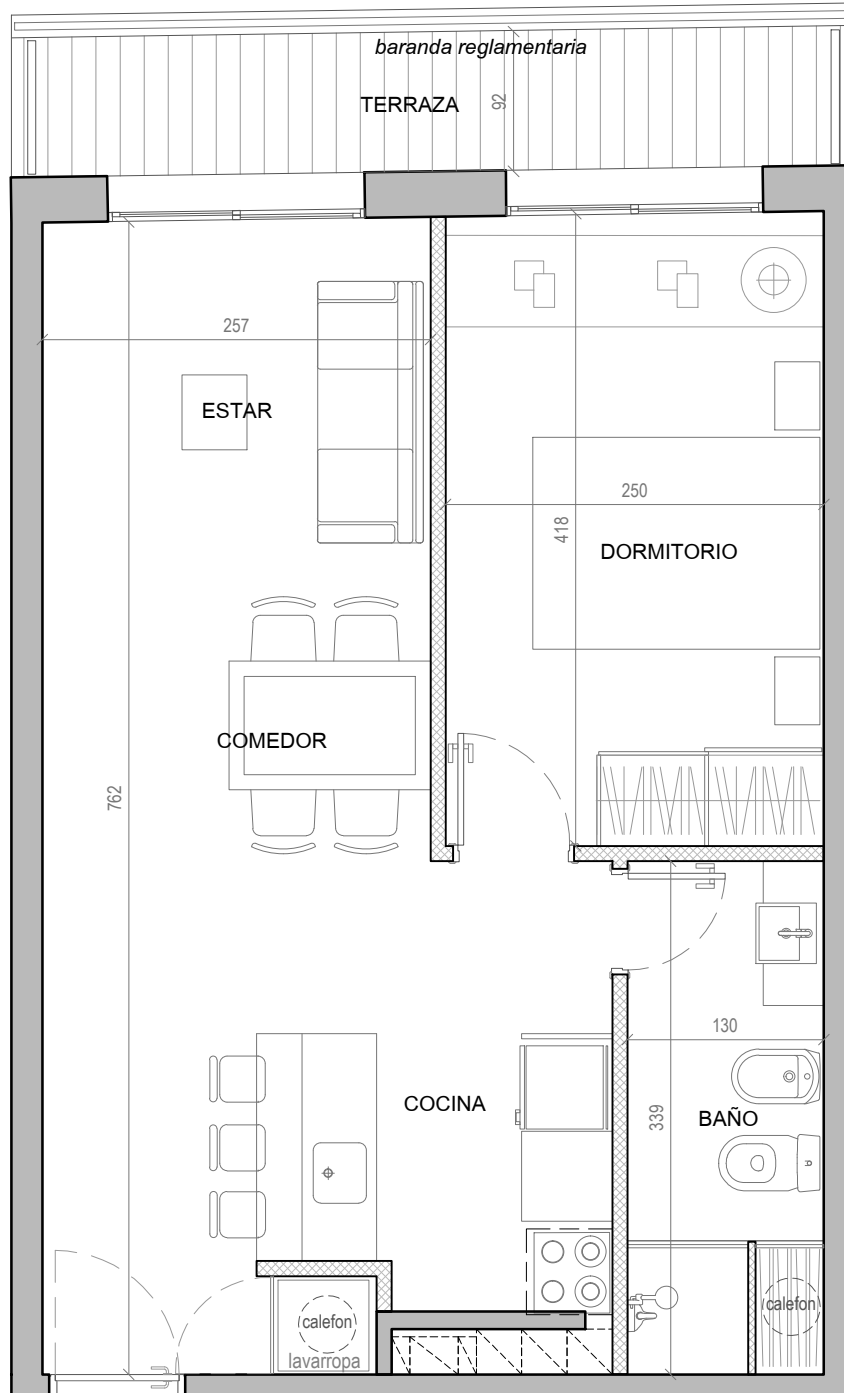 baranda reglamentaria
TERRAZA
92
257
ESTAR
250
418
DORMITORIO
COMEDOR
762
130
COCINA
339
BAÑO
calefon
lavarropa
calefon